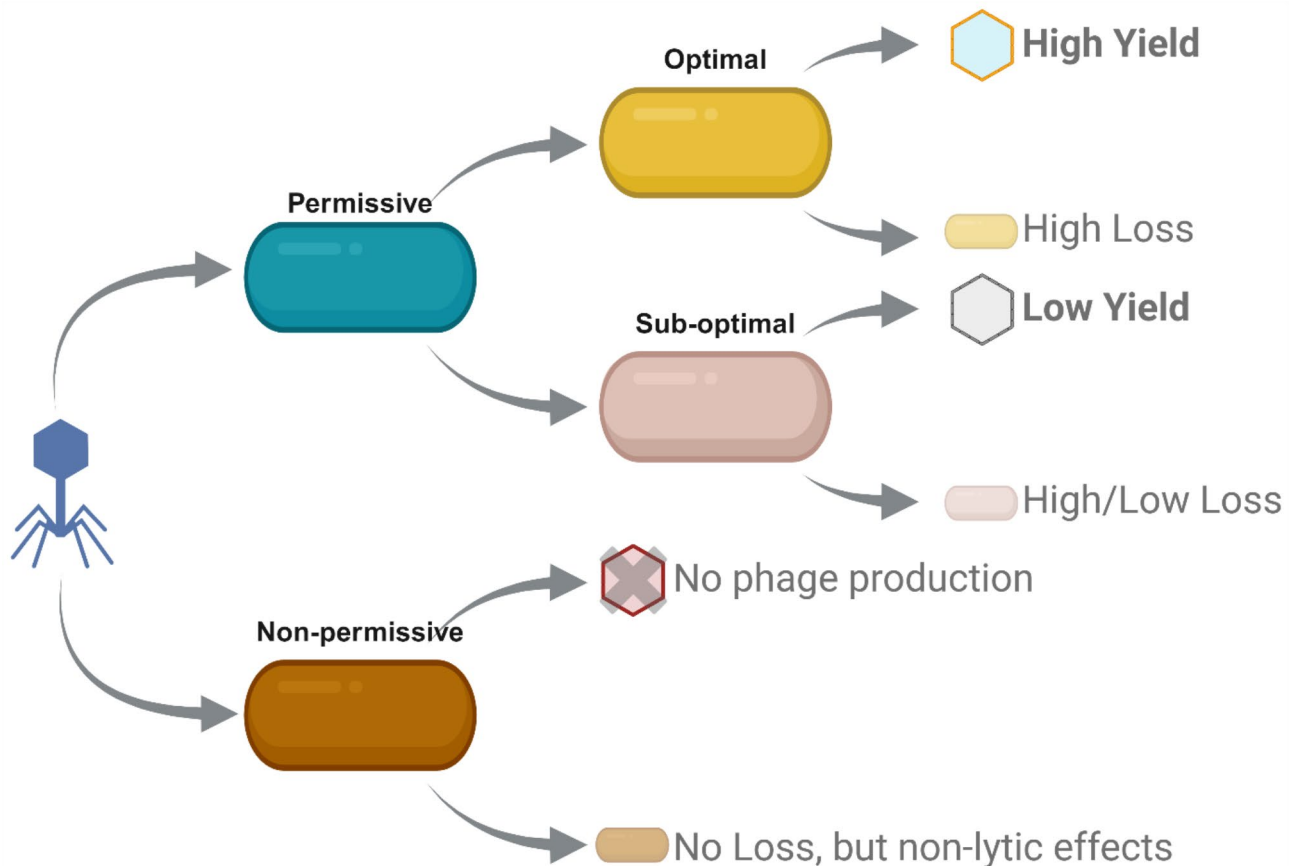 Optimal
High Yield
Permissive
High Loss
Sub-optimal
Low Yield
High/Low Loss
No phage production
Non-permissive
No Loss, but non-lytic effects